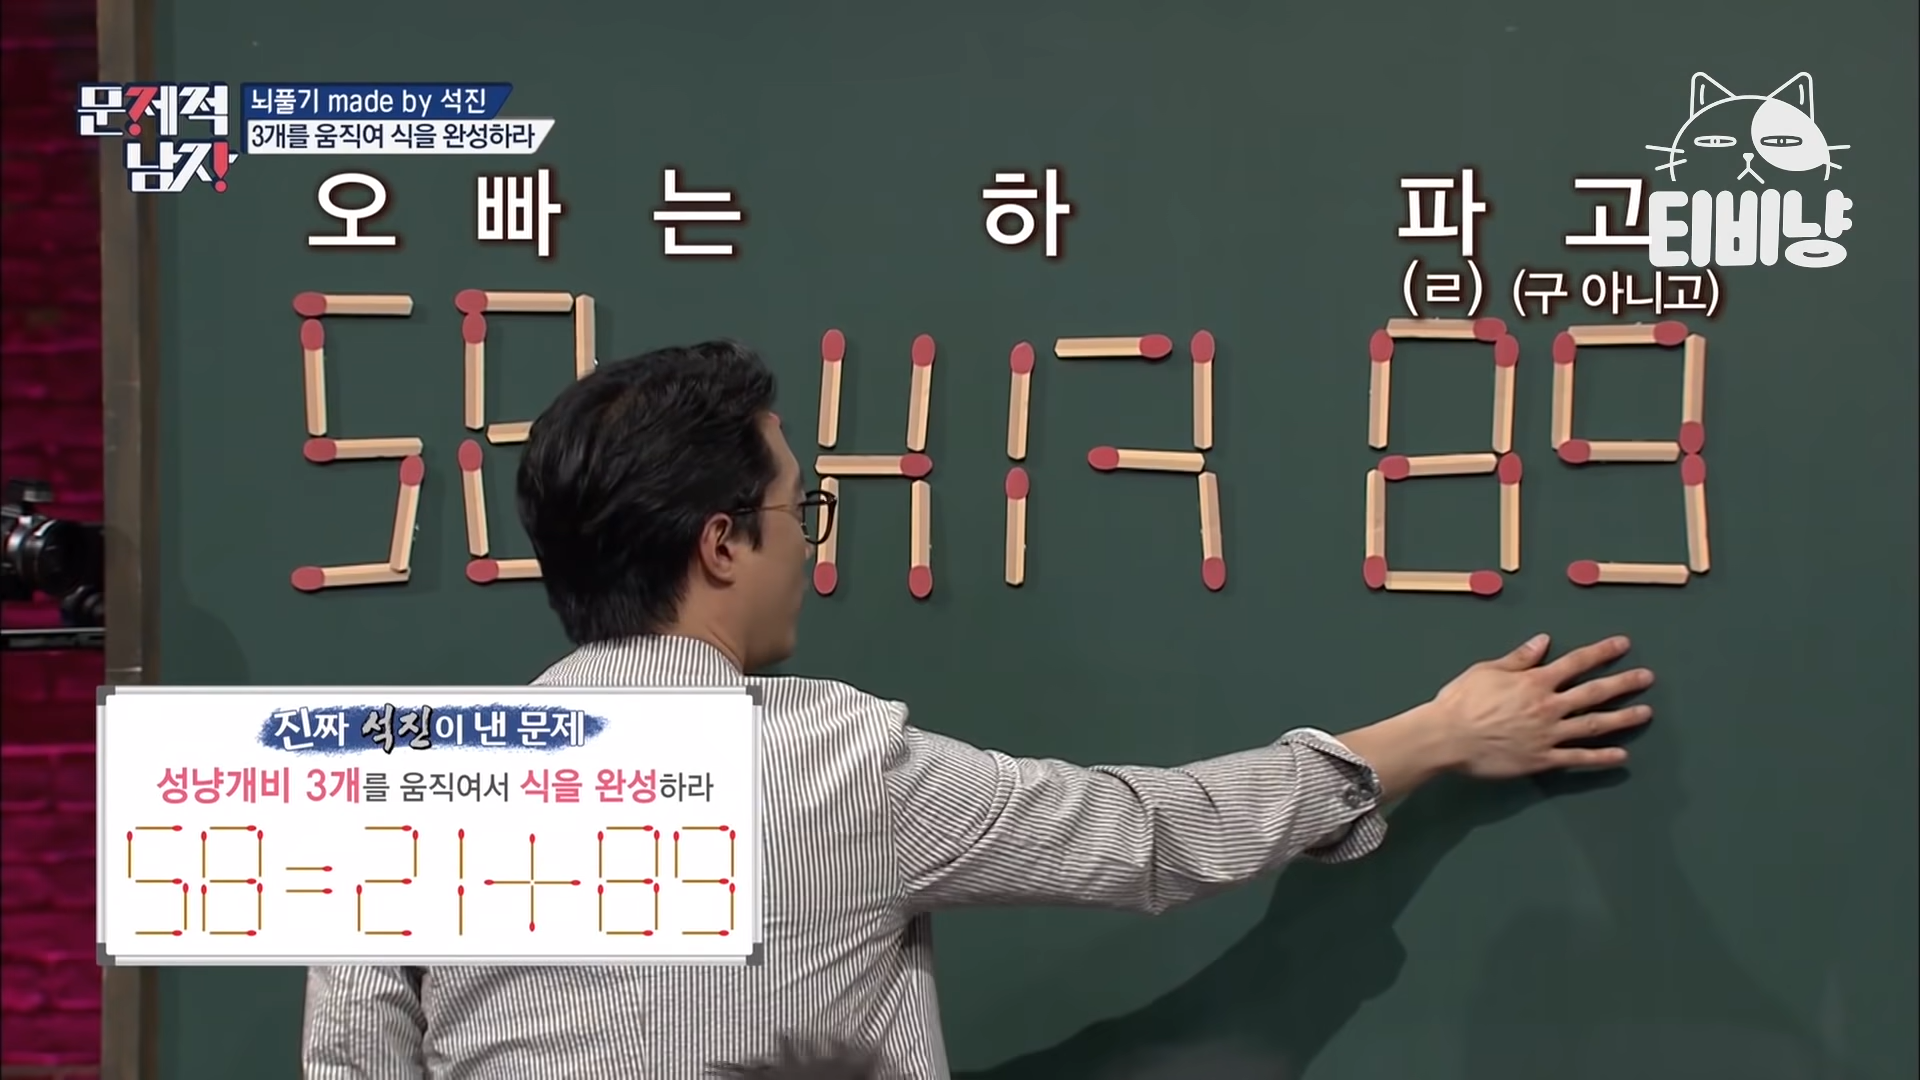 문제적
남자
뇌풀기 made by 석진
3개를 움직여 식을 완성하라
오 빠 는 하 파 고
(ㄹ) (구 아니고)
티비냥
58 H17 89
진짜 석진이 낸 문제
성냥개비 3개를 움직여서 식을 완성하라
58=21+89